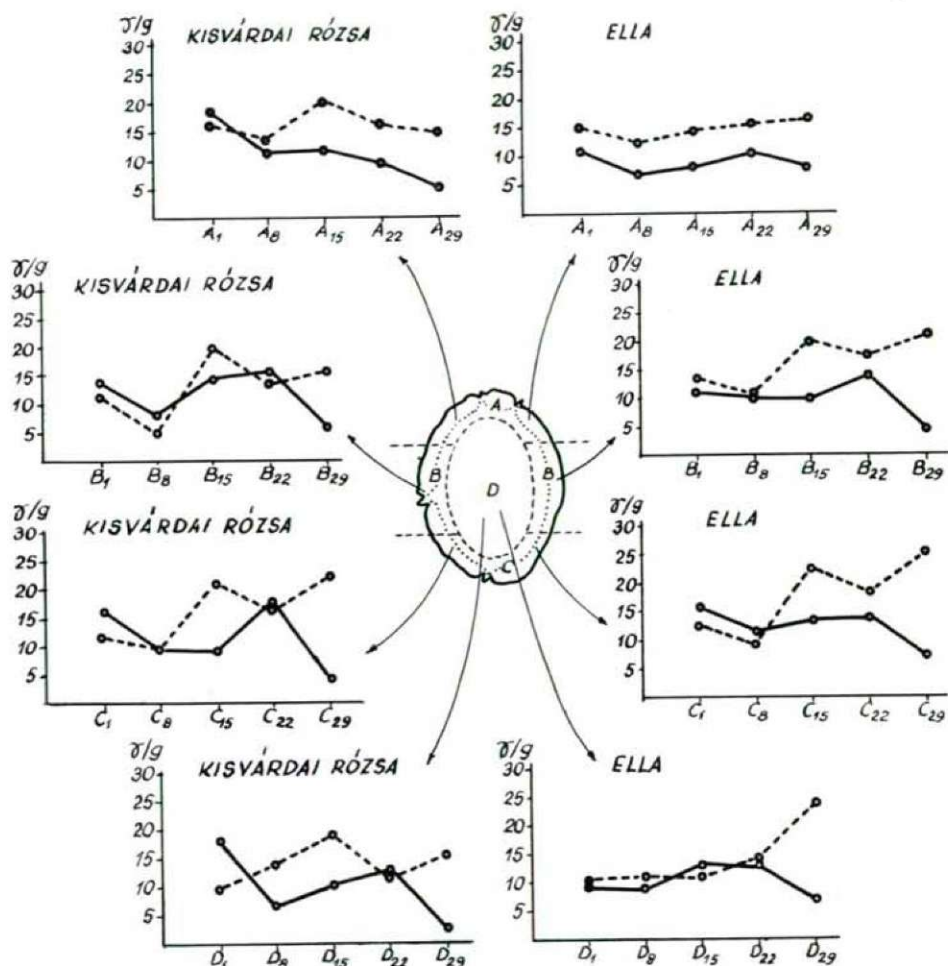 γ/g KISVÁRDAI RÓZSA
30
25
20
15
10
5
A1 A8 A15 A22 A29
γ/g ELLA
30
25
20
15
10
5
A1 A8 A15 A22 A29
γ/g KISVÁRDAI RÓZSA
30
25
20
15
10
5
B1 B8 B15 B22 B29
γ/g ELLA
30
25
20
15
10
5
B1 B8 B15 B22 B29
A
B B
D
C
γ/g KISVÁRDAI RÓZSA
30
25
20
15
10
5
C1 C8 C15 C22 C29
γ/g ELLA
30
25
20
15
10
5
C1 C8 C15 C22 C29
γ/g KISVÁRDAI RÓZSA
30
25
20
15
10
5
D1 D8 D15 D22 D29
γ/g ELLA
30
25
20
15
10
5
D1 D8 D15 D22 D29